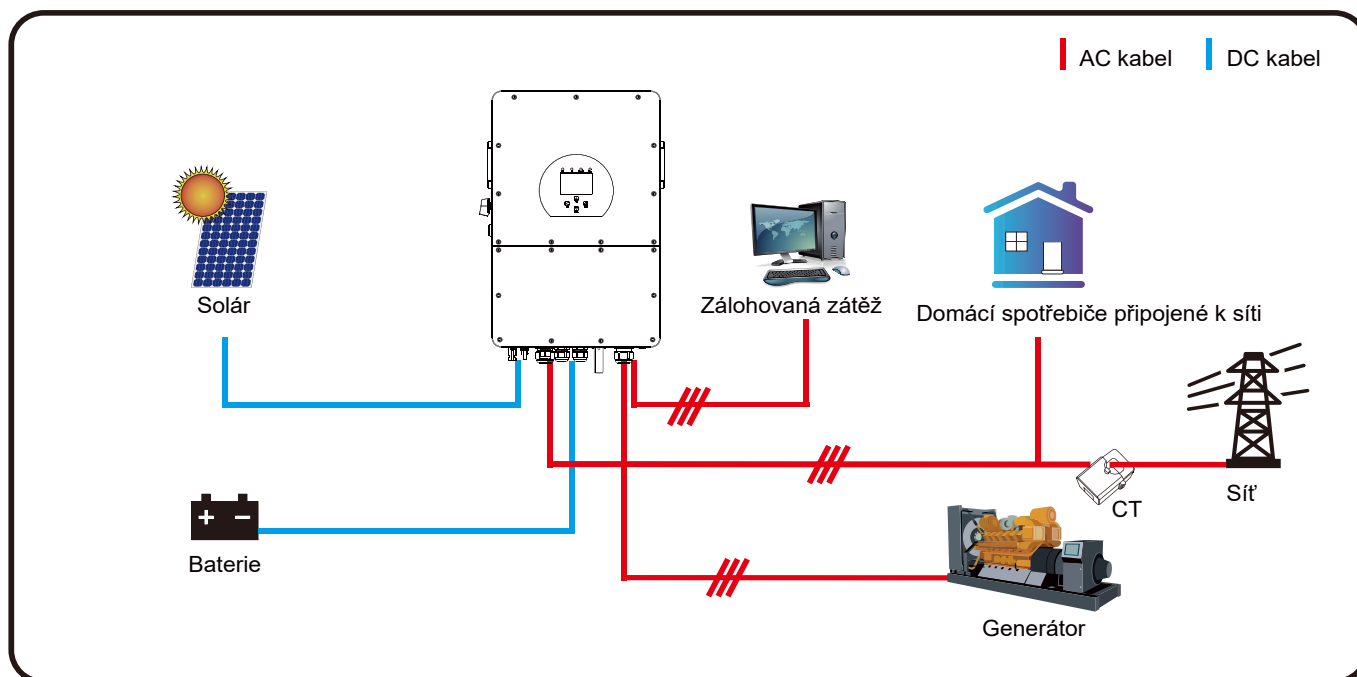 AC kabel
DC kabel
Solár
Zálohovaná zátěž
Domácí spotřebiče připojené k síti
CT
Síť
Baterie
Generátor